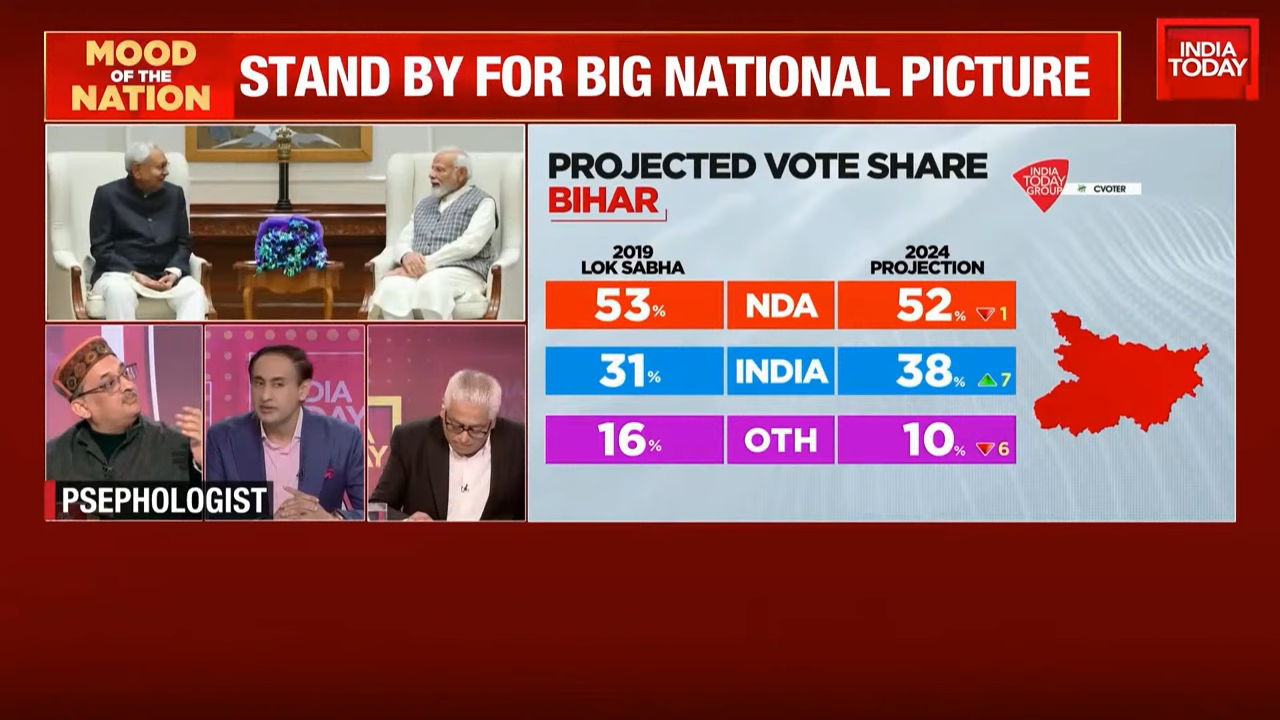 MOOD
OF THE
NATION
STAND BY FOR BIG NATIONAL PICTURE
INDIA
TODAY
PROJECTED VOTE SHARE
BIHAR
INDIA
TODAY
GROUP
CVOTER
2019
LOK SABHA
2024
PROJECTION
53% NDA 52% 1
31% INDIA 38% 7
16% OTH 10% 6
PSEPHOLOGIST